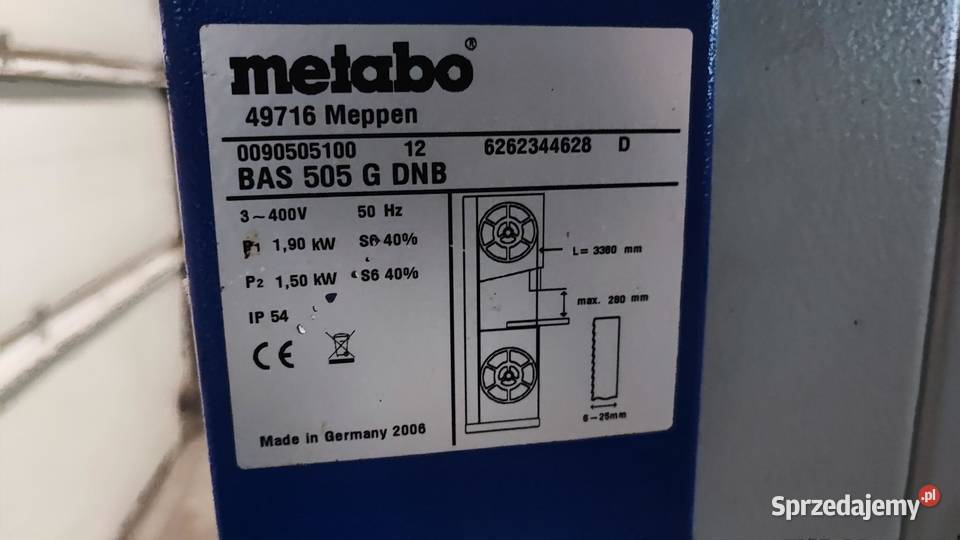 metabo®
49716 Meppen
0090505100 12 6262344628 D
BAS 505 G DNB
3~400V 50 Hz
P1 1,90 kW S6 40%
P2 1,50 kW S6 40%
IP 54
CE
Made in Germany 2006
L= 3380 mm
max. 280 mm
6-25mm
Sprzedajemy.pl